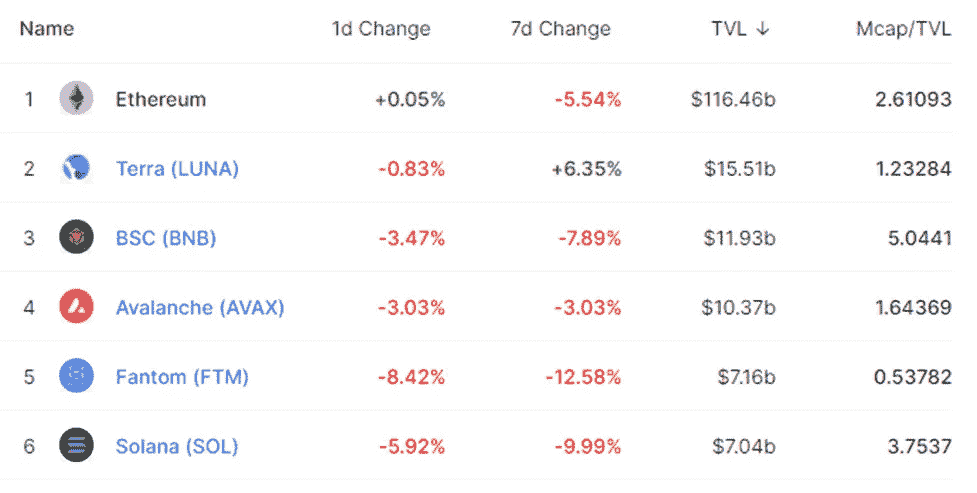 Name 1d Change 7d Change TVL ↓ Mcap/TVL
1 Ethereum +0.05% -5.54% $116.46b 2.61093
2 Terra (LUNA) -0.83% +6.35% $15.51b 1.23284
3 BSC (BNB) -3.47% -7.89% $11.93b 5.0441
4 Avalanche (AVAX) -3.03% -3.03% $10.37b 1.64369
5 Fantom (FTM) -8.42% -12.58% $7.16b 0.53782
6 Solana (SOL) -5.92% -9.99% $7.04b 3.7537